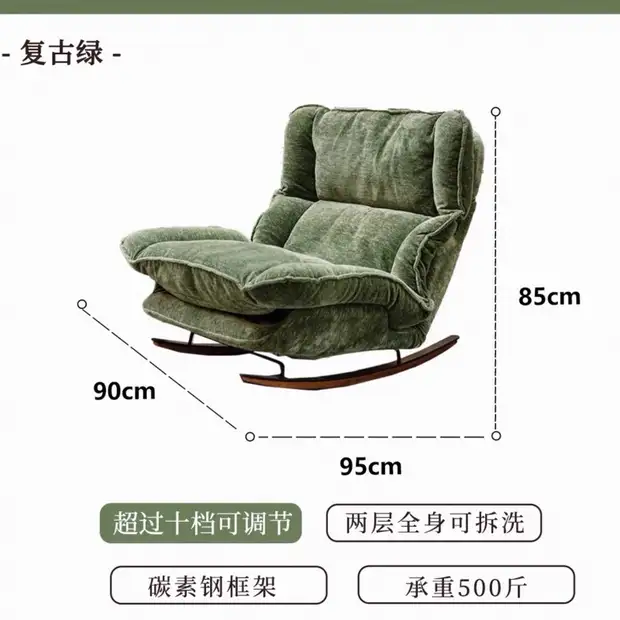 - 复古绿 -
85cm
90cm
95cm
超过十档可调节
两层全身可拆洗
碳素钢框架
承重500斤